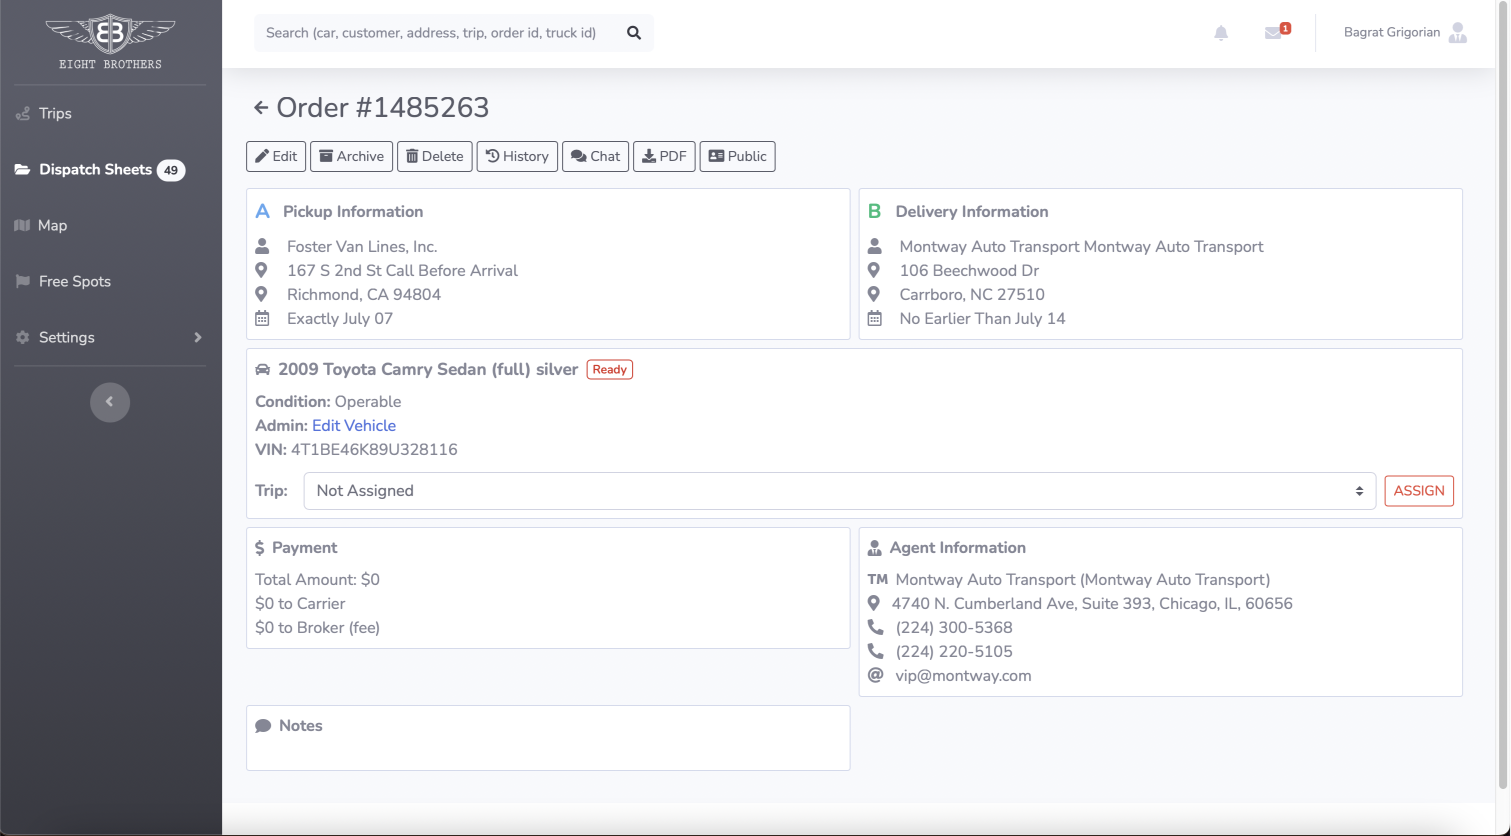 EIGHT BROTHERS
Trips
Dispatch Sheets 49
Map
Free Spots
Settings
Search (car, customer, address, trip, order id, truck id)
1
Bagrat Grigorian
Order #1485263
Edit Archive Delete History Chat PDF Public
A Pickup Information
Foster Van Lines, Inc.
167 S 2nd St Call Before Arrival
Richmond, CA 94804
Exactly July 07
B Delivery Information
Montway Auto Transport Montway Auto Transport
106 Beechwood Dr
Carrboro, NC 27510
No Earlier Than July 14
2009 Toyota Camry Sedan (full) silver Ready
Condition: Operable
Admin: Edit Vehicle
VIN: 4T1BE46K89U328116
Trip: Not Assigned ASSIGN
$ Payment
Total Amount: $0
$0 to Carrier
$0 to Broker (fee)
Agent Information
TM Montway Auto Transport (Montway Auto Transport)
4740 N. Cumberland Ave, Suite 393, Chicago, IL, 60656
(224) 300-5368
(224) 220-5105
@ vip@montway.com
Notes